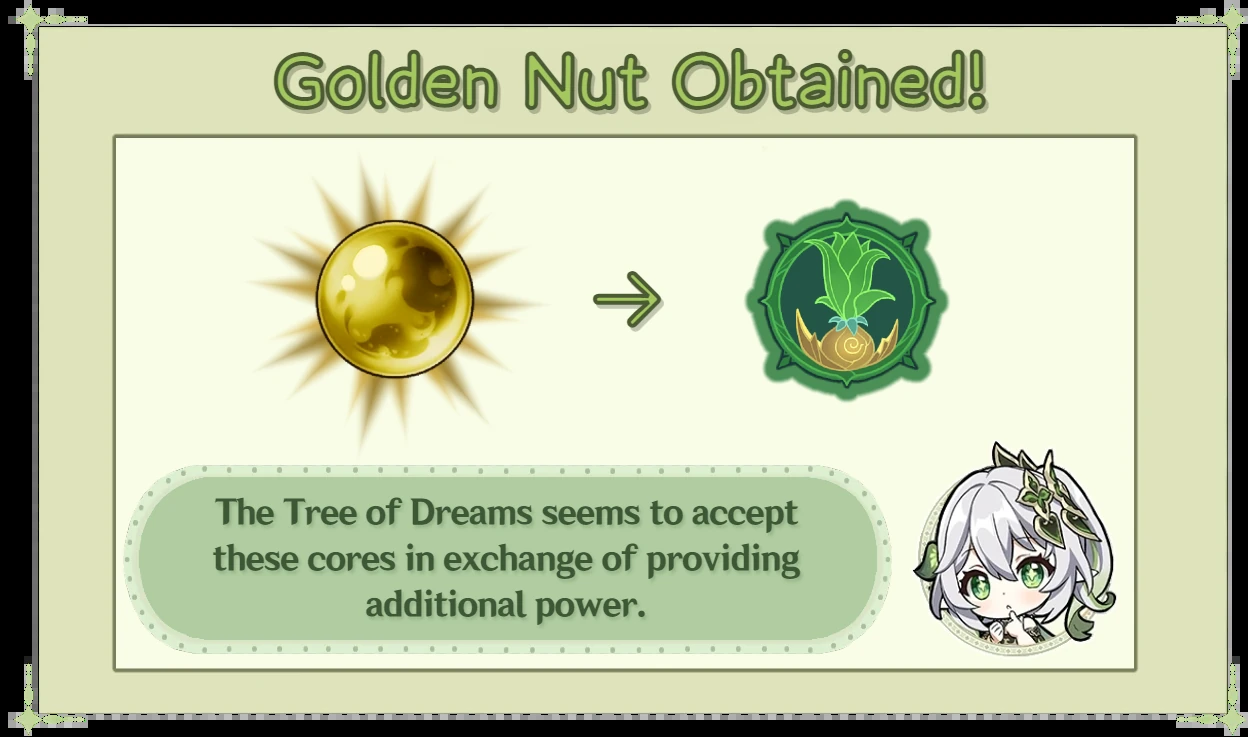 Golden Nut Obtained!
The Tree of Dreams seems to accept
these cores in exchange of providing
additional power.